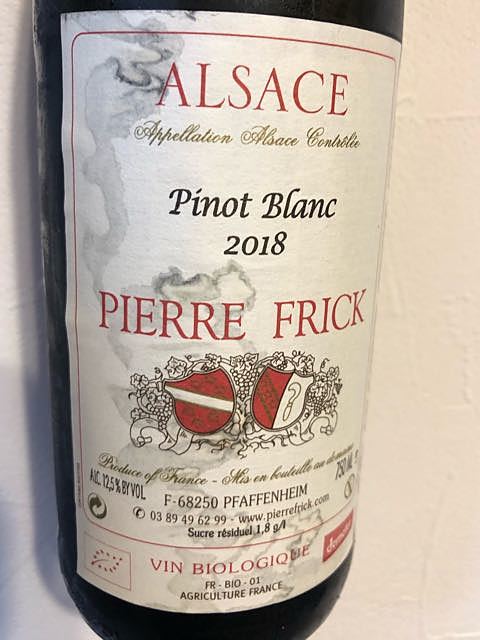 ALSACE
Appellation Alsace Contrôlée
Pinot Blanc
2018
PIERRE FRICK
Produce of France - Mis en bouteille au domaine
ALC. 12,5% BY VOL
750 ML
F-68250 PFAFFENHEIM
✆ 03 89 49 62 99 - www.pierrefrick.com
Sucre résiduel 1,8 g/l
demeter
VIN BIOLOGIQUE
FR - BIO - 01
AGRICULTURE FRANCE